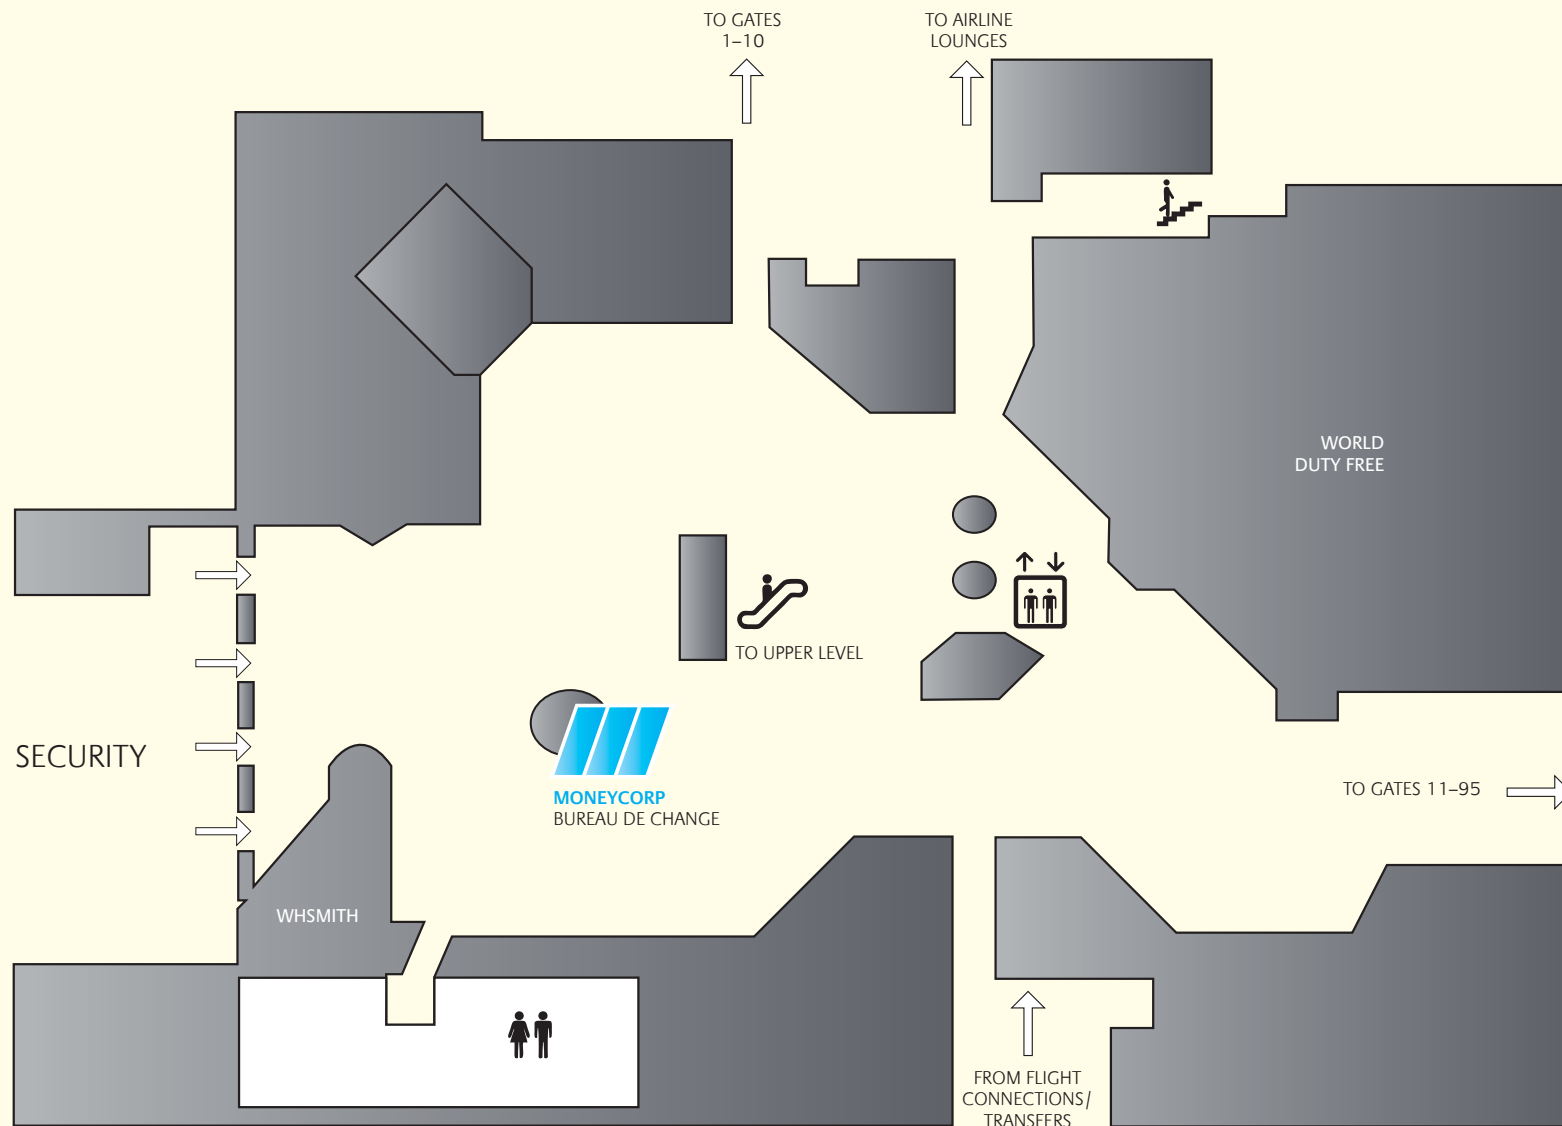 TO GATES
1–10
TO AIRLINE
LOUNGES
WORLD
DUTY FREE
TO UPPER LEVEL
SECURITY
MONEYCORP
BUREAU DE CHANGE
TO GATES 11–95
WHSMITH
FROM FLIGHT
CONNECTIONS/
TRANSFERS